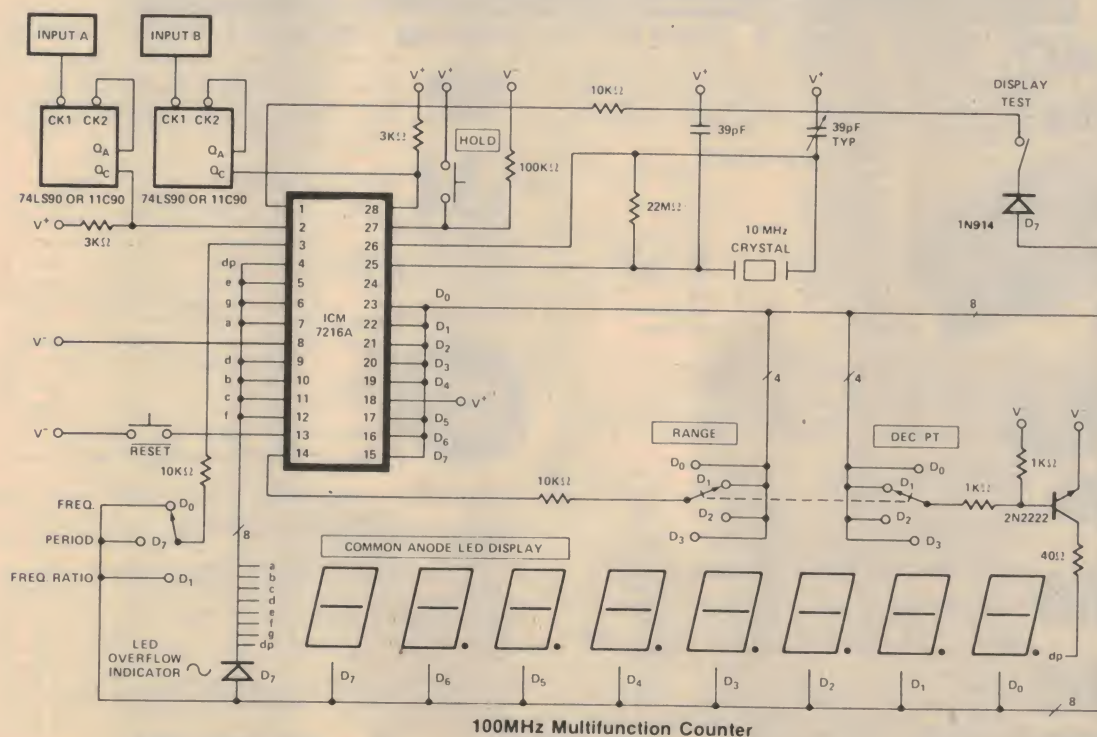 INPUT A
INPUT B
CK1 CK2
QA
QC
74LS90 OR 11C90
CK1 CK2
QA
QC
74LS90 OR 11C90
V+
3KΩ
V+
3KΩ
V+
HOLD
V-
100KΩ
10KΩ
V+
39pF
V+
39pF
TYP
22MΩ
10 MHz
CRYSTAL
DISPLAY
TEST
1N914
D7
ICM
7216A
1
2
3
4
5
6
7
8
9
10
11
12
13
14
28
27
26
25
24
23
22
21
20
19
18
17
16
15
dp
e
g
a
V-
d
b
c
f
V-
RESET
10KΩ
D0
D1
D2
D3
D4
V+
D5
D6
D7
8
4
4
RANGE
D0
D1
D2
D3
10KΩ
DEC PT
D0
D1
D2
D3
1KΩ
V-
1KΩ
V-
2N2222
40Ω
dp
FREQ. D0
PERIOD D7
FREQ RATIO D1
8
a
b
c
d
e
f
g
dp
LED
OVERFLOW
INDICATOR
D7
COMMON ANODE LED DISPLAY
D7 D6 D5 D4 D3 D2 D1 D0
8
100MHz Multifunction Counter